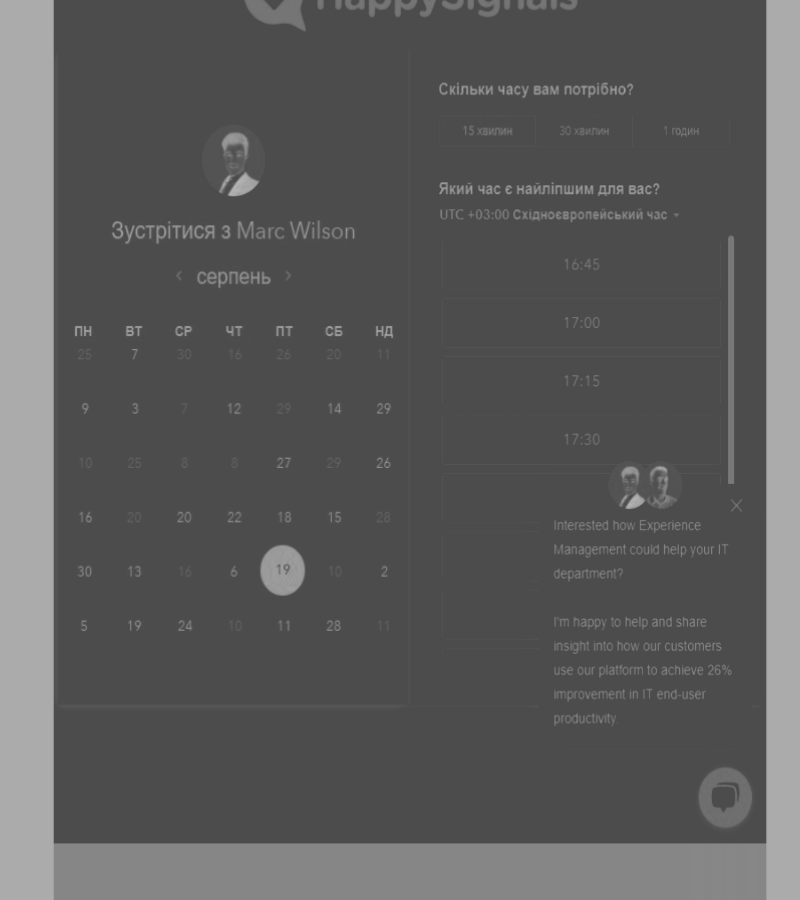 HappySignals
Зустрітися з Marc Wilson
серпень
ПН ВТ СР ЧТ ПТ СБ НД
25 7 30 16 26 20 11
9 3 7 12 29 14 29
10 25 8 8 27 29 26
16 20 20 22 18 15 28
30 13 16 6 19 10 2
5 19 24 10 11 28 11
Скільки часу вам потрібно?
15 хвилин 30 хвилин 1 годин
Який час є найліпшим для вас?
UTC +03:00 Східноєвропейський час
16:45
17:00
17:15
17:30
Interested how Experience
Management could help your IT
department?
I'm happy to help and share
insight into how our customers
use our platform to achieve 26%
improvement in IT end-user
productivity.